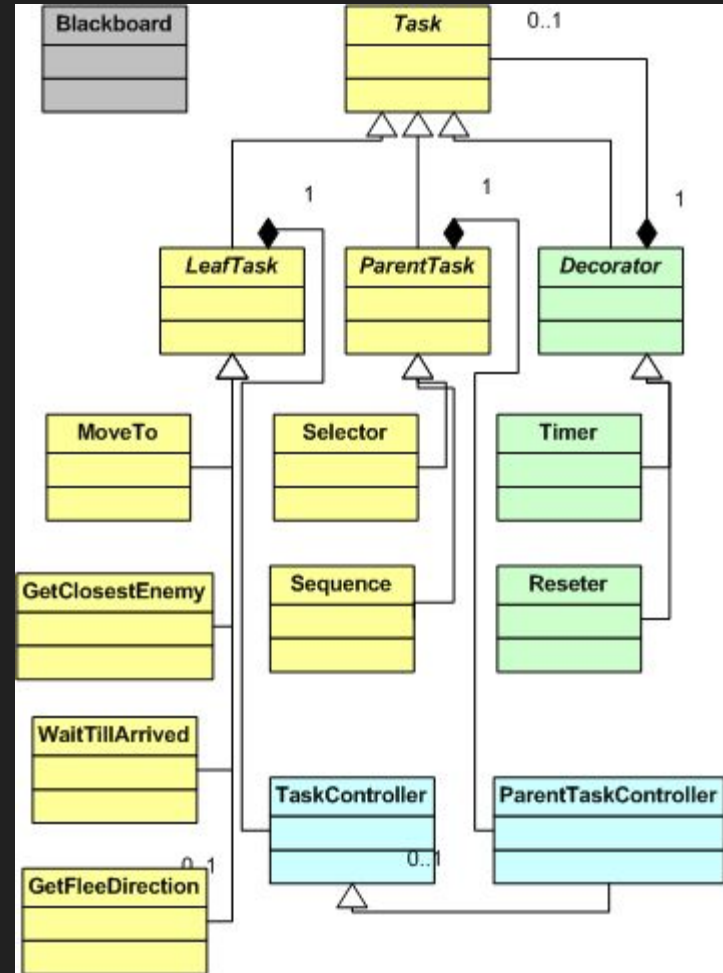 Blackboard
Task
0..1
1
1
1
LeafTask
ParentTask
Decorator
MoveTo
Selector
Timer
GetClosestEnemy
Sequence
Reseter
WaitTillArrived
TaskController
ParentTaskController
0..1
0..1
GetFleeDirection